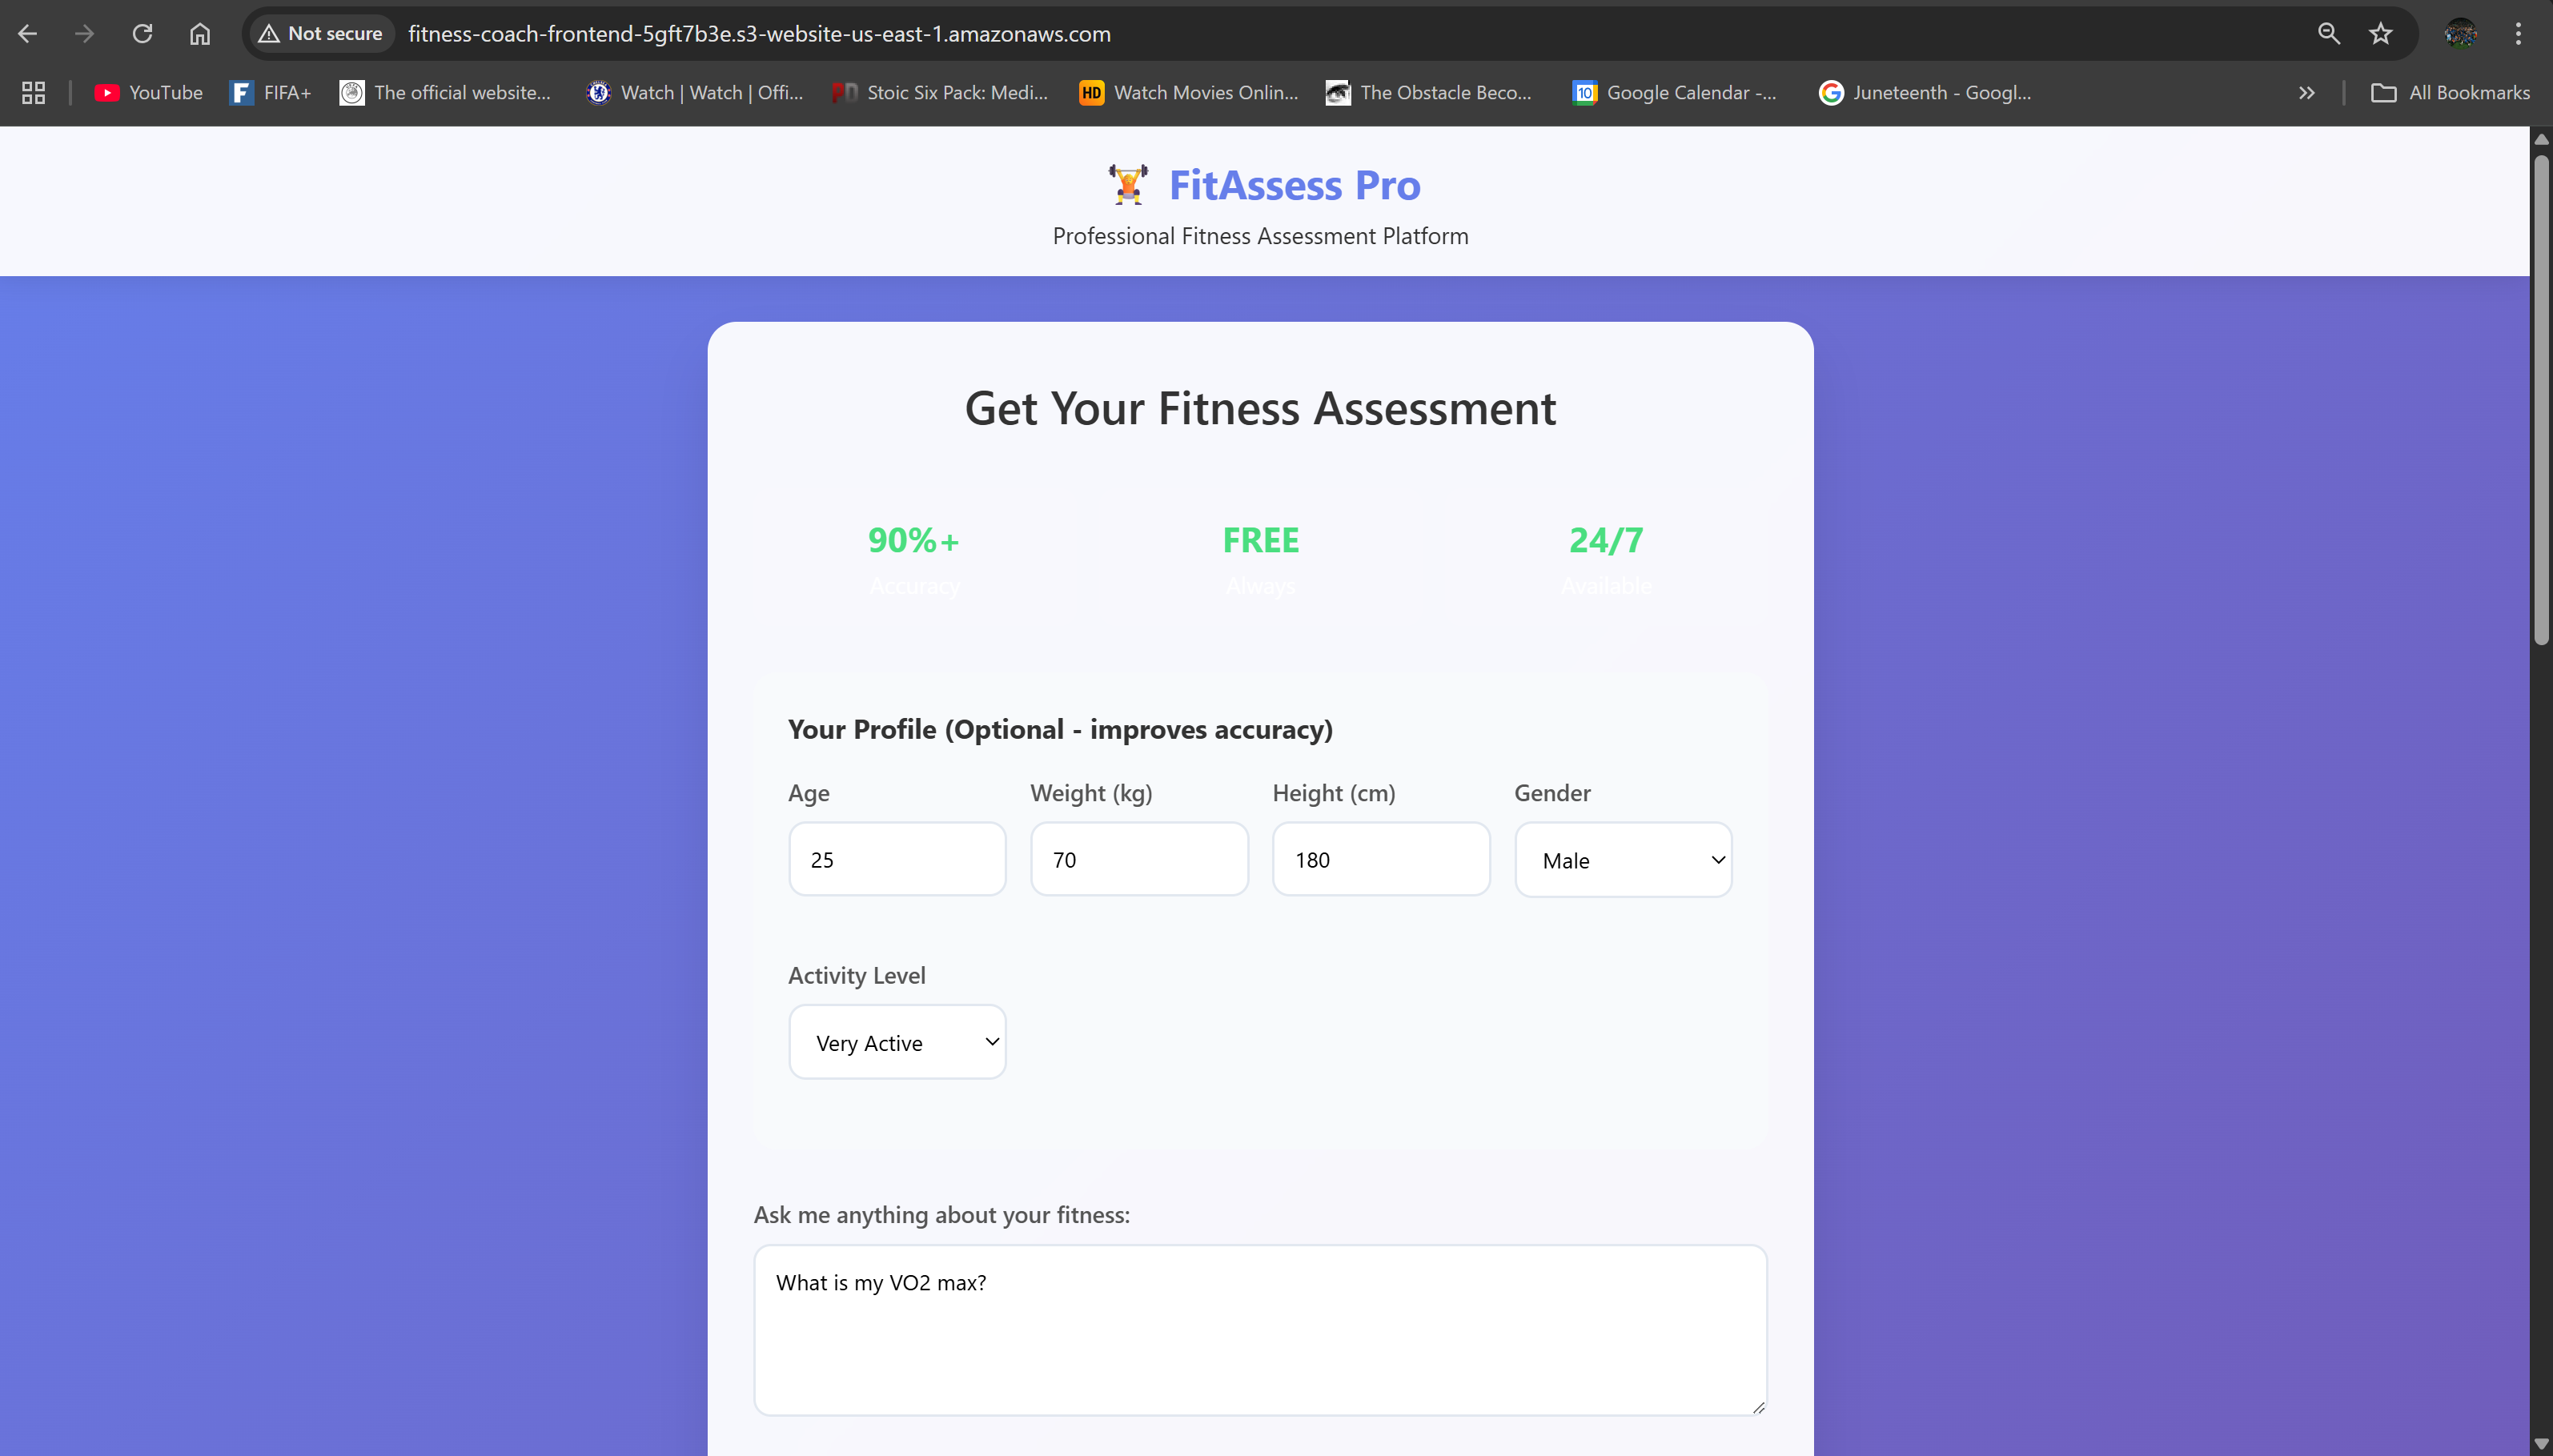 Not secure fitness-coach-frontend-5gft7b3e.s3-website-us-east-1.amazonaws.com
YouTube FIFA+ The official website... Watch | Watch | Offi... Stoic Six Pack: Medi... HD Watch Movies Onlin... The Obstacle Beco... 10 Google Calendar -... Juneteenth - Googl... All Bookmarks
FitAssess Pro
Professional Fitness Assessment Platform
Get Your Fitness Assessment
90%+ FREE 24/7
Accuracy Always Available
Your Profile (Optional - improves accuracy)
Age Weight (kg) Height (cm) Gender
25 70 180 Male
Activity Level
Very Active
Ask me anything about your fitness:
What is my VO2 max?